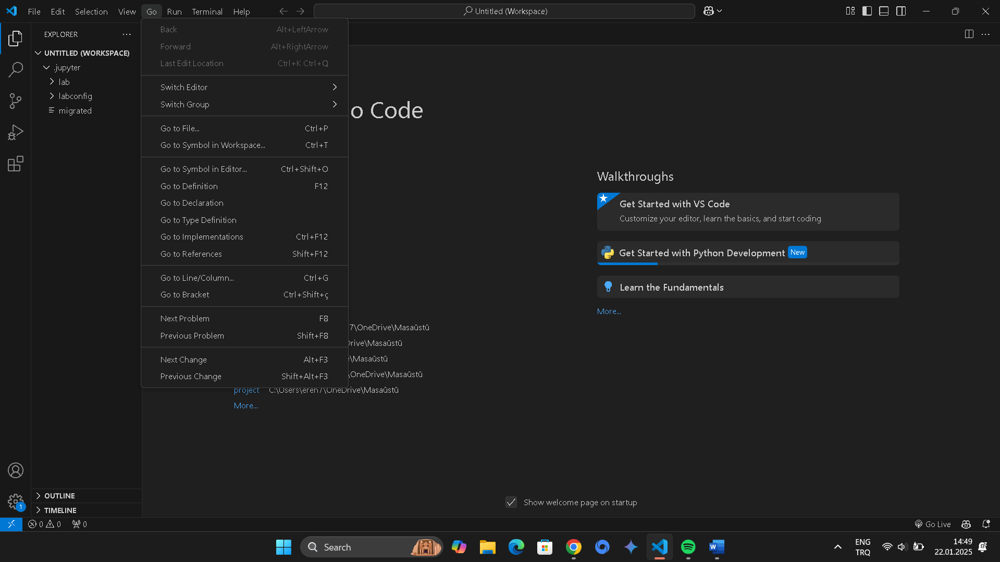 File Edit Selection View Go Run Terminal Help
Untitled (Workspace)
EXPLORER
UNTITLED (WORKSPACE)
.jupyter
lab
labconfig
migrated
OUTLINE
TIMELINE
Back Alt+LeftArrow
Forward Alt+RightArrow
Last Edit Location Ctrl+K Ctrl+Q
Switch Editor
Switch Group
Go to File... Ctrl+P
Go to Symbol in Workspace... Ctrl+T
Go to Symbol in Editor... Ctrl+Shift+O
Go to Definition F12
Go to Declaration
Go to Type Definition
Go to Implementations Ctrl+F12
Go to References Shift+F12
Go to Line/Column... Ctrl+G
Go to Bracket Ctrl+Shift+ç
Next Problem F8
Previous Problem Shift+F8
Next Change Alt+F3
Previous Change Shift+Alt+F3
o Code
7\OneDrive\Masaüstü
Drive\Masaüstü
\Masaüstü
\OneDrive\Masaüstü
project C:\Users\eren7\OneDrive\Masaüstü
More...
Walkthroughs
Get Started with VS Code
Customize your editor, learn the basics, and start coding
Get Started with Python Development New
Learn the Fundamentals
More...
Show welcome page on startup
1
0 0 0
Go Live
Search
ENG
TRQ
14:49
22.01.2025